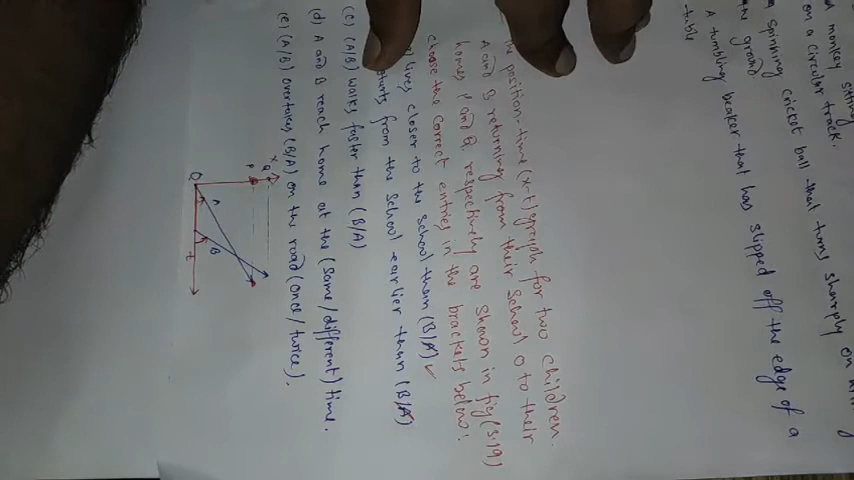 monkey sitting
on a circular track.
spinning cricket ball that turns sharply on
ground
A tumbling beaker that has slipped off the edge of a
table
position-time (x-t) graph for two children
A and B returning from their school O to their
homes P and Q respectively are shown in fig (3.19)
choose the correct entries in the brackets below:
lives closer to the school than (B/A) ✓
starts from the school earlier than (B/A)
(c) (A/B) walks faster than (B/A)
(d) A and B reach home at the (same/different) time.
(e) (A/B) overtakes (B/A) on the road (once/twice).
x
Q
P
O
A
B
t